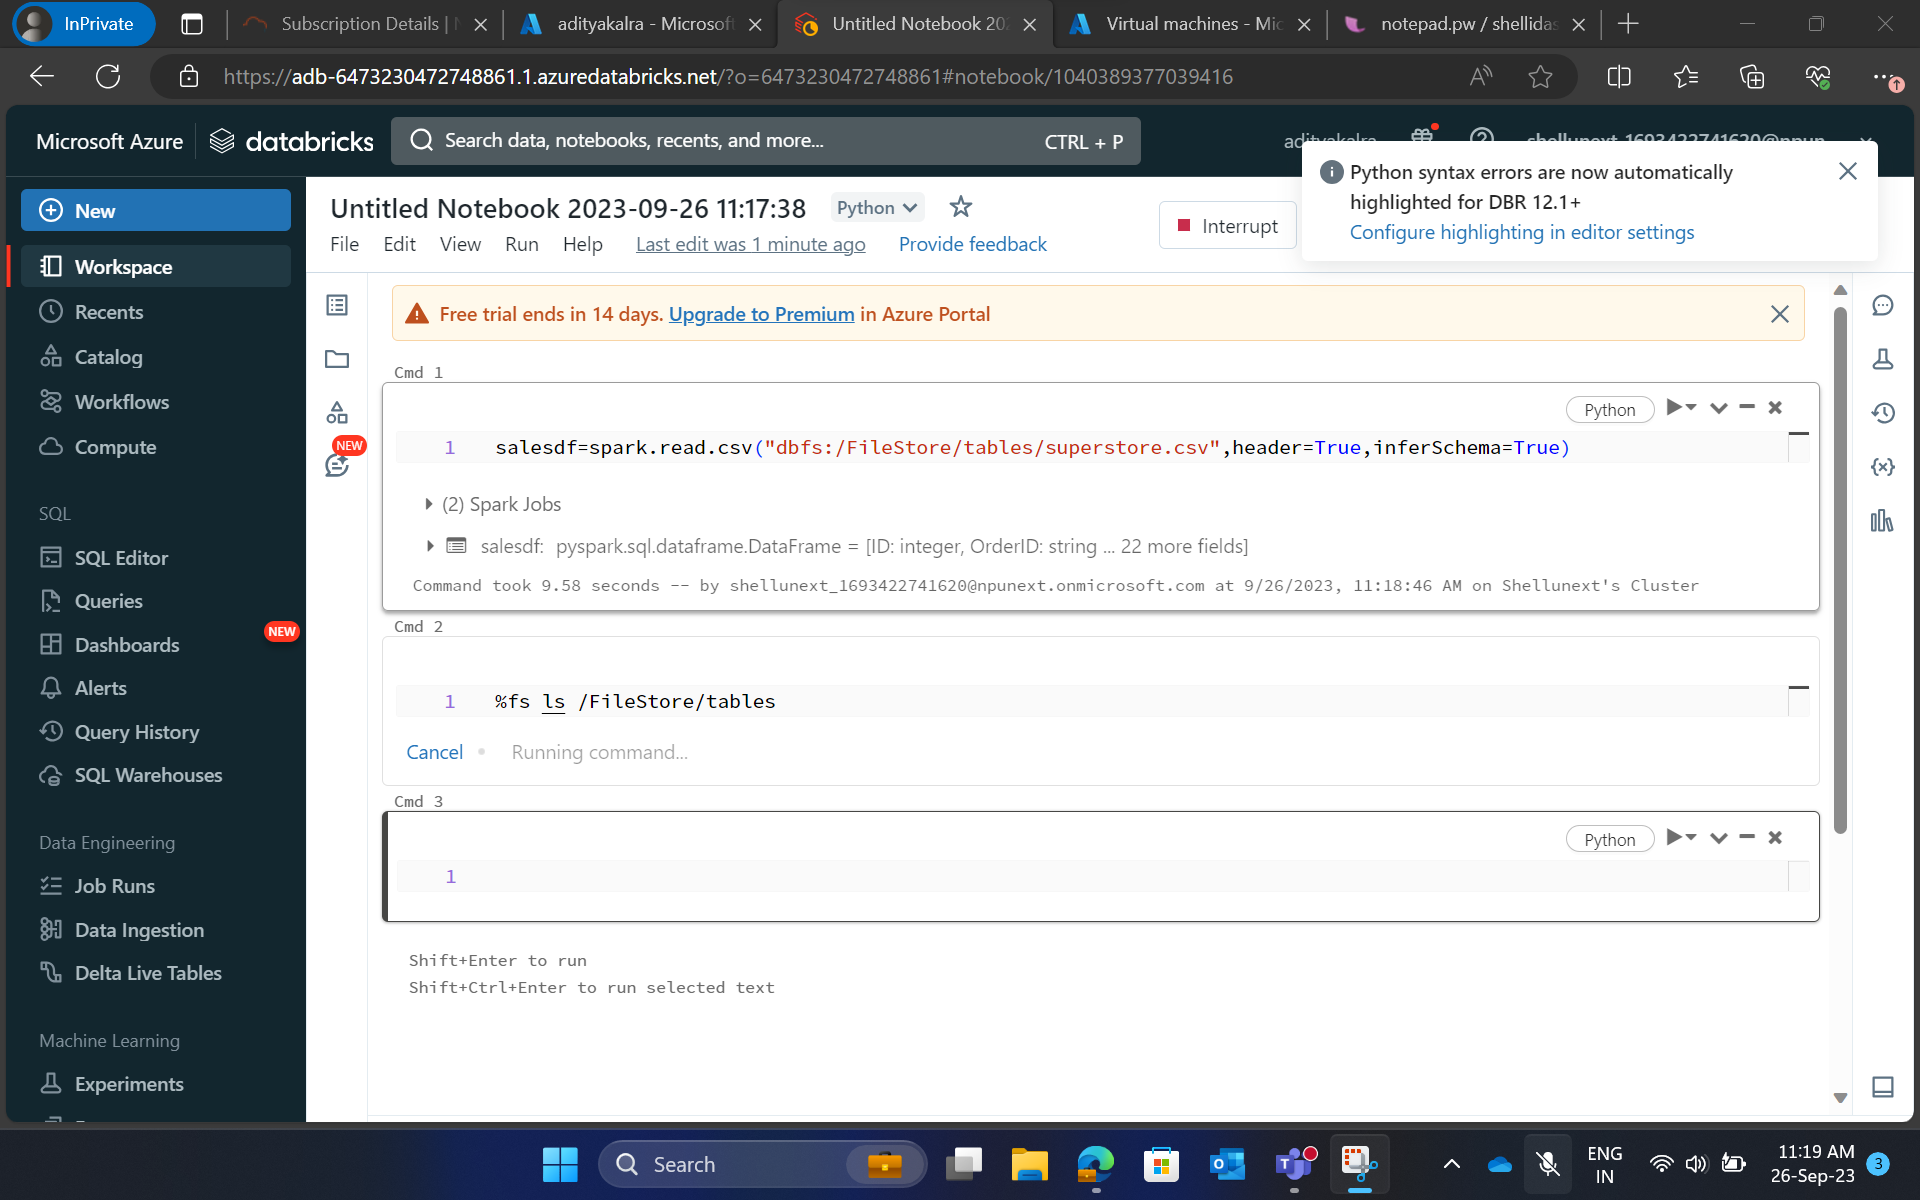 InPrivate
Subscription Details | N
adityakalra - Microsoft
Untitled Notebook 202
Virtual machines - Mic
notepad.pw / shellidas
https://adb-6473230472748861.1.azuredatabricks.net/?o=6473230472748861#notebook/1040389377039416
Microsoft Azure
databricks
Search data, notebooks, recents, and more...
CTRL + P
adityakalra
shellunext_1693422741620@npun
Python syntax errors are now automatically
highlighted for DBR 12.1+
Configure highlighting in editor settings
New
Workspace
Recents
Catalog
Workflows
Compute
SQL
SQL Editor
Queries
Dashboards
NEW
Alerts
Query History
SQL Warehouses
Data Engineering
Job Runs
Data Ingestion
Delta Live Tables
Machine Learning
Experiments
Untitled Notebook 2023-09-26 11:17:38
Python
File Edit View Run Help Last edit was 1 minute ago Provide feedback
Interrupt
NEW
Free trial ends in 14 days. Upgrade to Premium in Azure Portal
Cmd 1
Python
1 salesdf=spark.read.csv("dbfs:/FileStore/tables/superstore.csv",header=True,inferSchema=True)
(2) Spark Jobs
salesdf: pyspark.sql.dataframe.DataFrame = [ID: integer, OrderID: string ... 22 more fields]
Command took 9.58 seconds -- by shellunext_1693422741620@npunext.onmicrosoft.com at 9/26/2023, 11:18:46 AM on Shellunext's Cluster
Cmd 2
1 %fs ls /FileStore/tables
Cancel Running command...
Cmd 3
Python
1
Shift+Enter to run
Shift+Ctrl+Enter to run selected text
Search
ENG
IN
11:19 AM
26-Sep-23
3